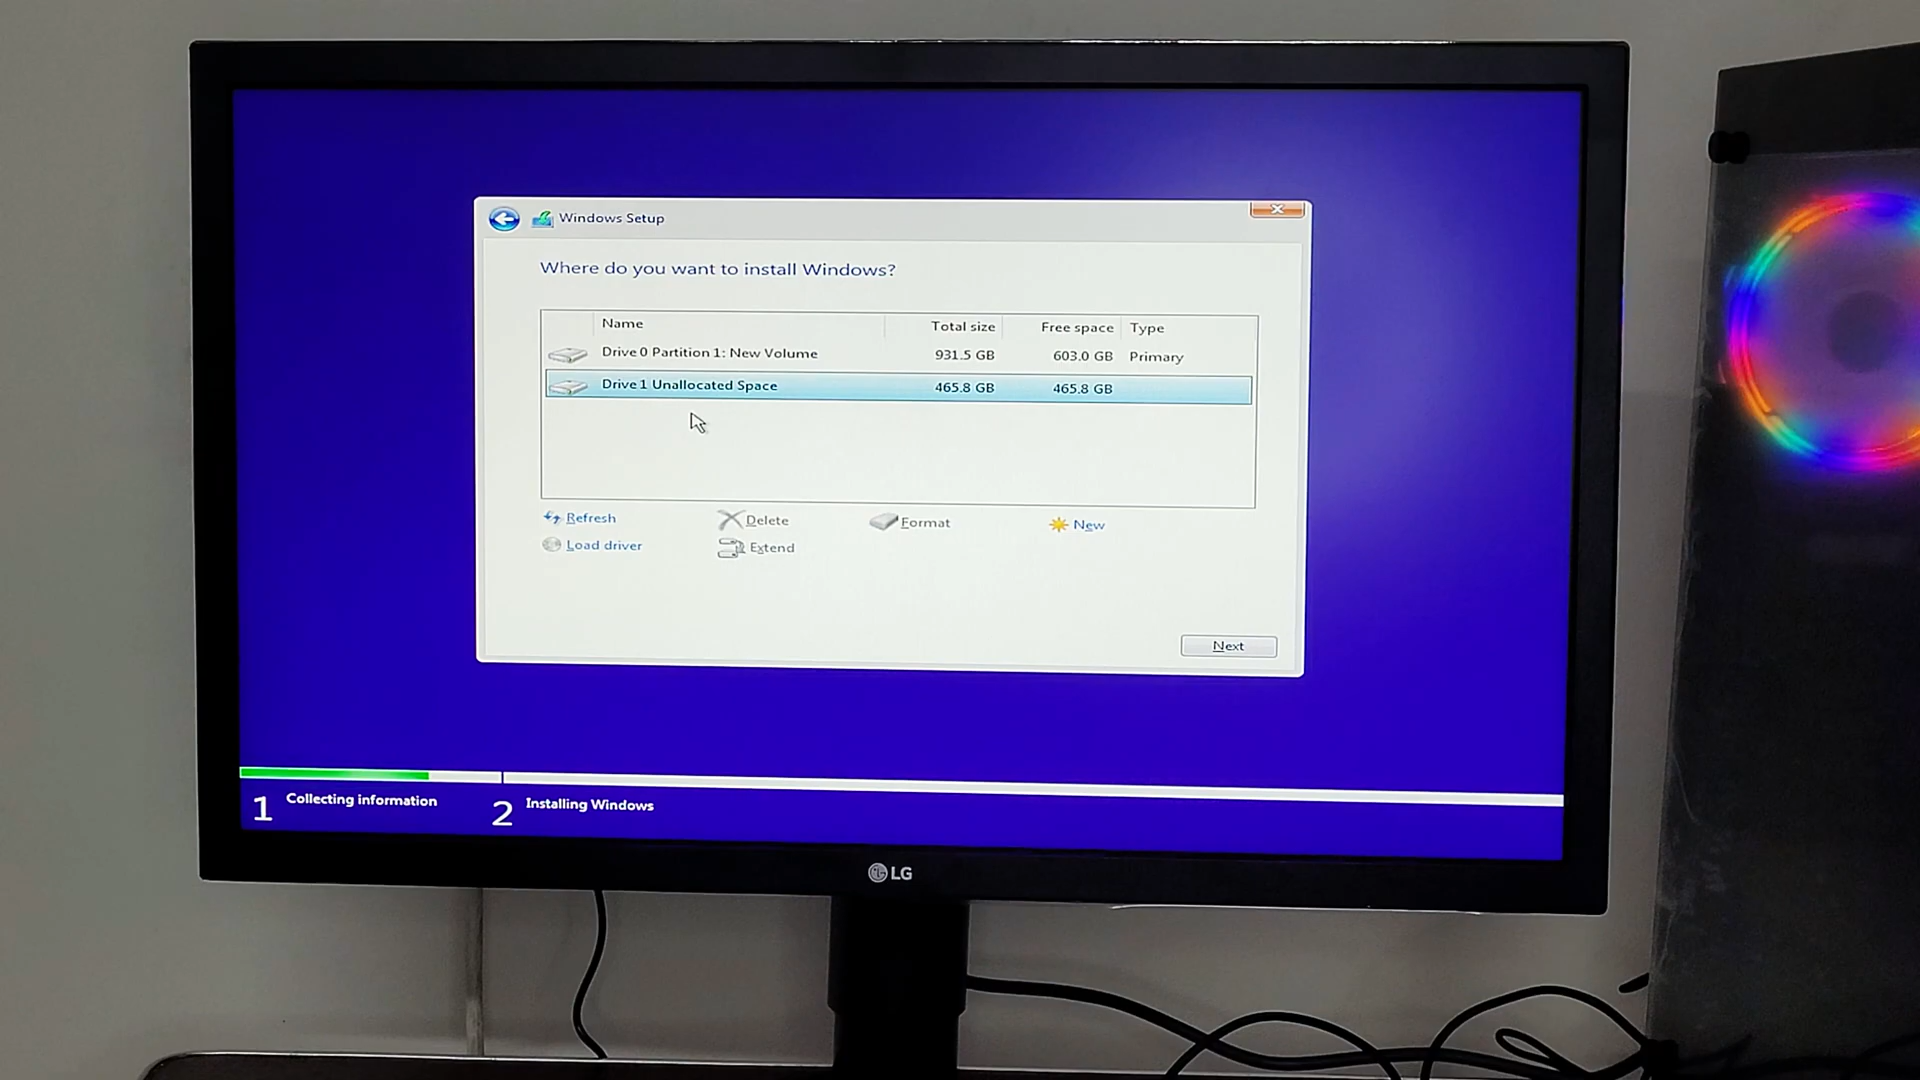 Windows Setup
Where do you want to install Windows?
Name Total size Free space Type
Drive 0 Partition 1: New Volume 931.5 GB 603.0 GB Primary
Drive 1 Unallocated Space 465.8 GB 465.8 GB
Refresh Delete Format New
Load driver Extend
Next
1 Collecting information 2 Installing Windows
LG